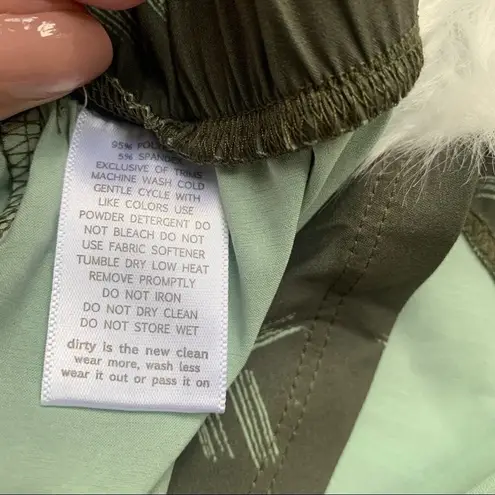 95%
5% SPANDEX
EXCLUSIVE OF TRIMS
MACHINE WASH COLD
GENTLE CYCLE WITH
LIKE COLORS USE
POWDER DETERGENT DO
NOT BLEACH DO NOT
USE FABRIC SOFTENER
TUMBLE DRY LOW HEAT
REMOVE PROMPTLY
DO NOT IRON
DO NOT DRY CLEAN
DO NOT STORE WET
dirty is the new clean
wear more, wash less
wear it out or pass it on